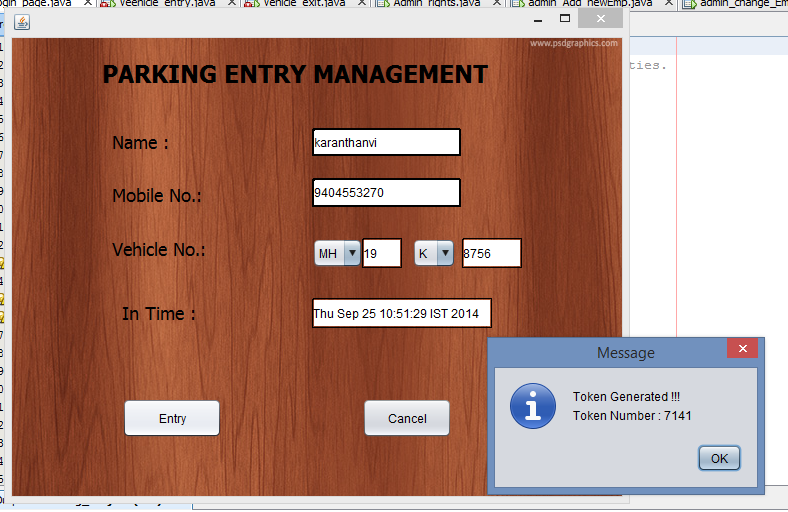 ogin_page.java Veehicle_entry.java Vehicle_exit.java Admin_rights.java admin_Add_newEmp.java admin_change_Em
www.psdgraphics.com
ties.
PARKING ENTRY MANAGEMENT
Name : karanthanvi
Mobile No.: 9404553270
Vehicle No.: MH 19 K 8756
In Time : Thu Sep 25 10:51:29 IST 2014
Message
Token Generated !!!
Token Number : 7141
OK
Entry Cancel